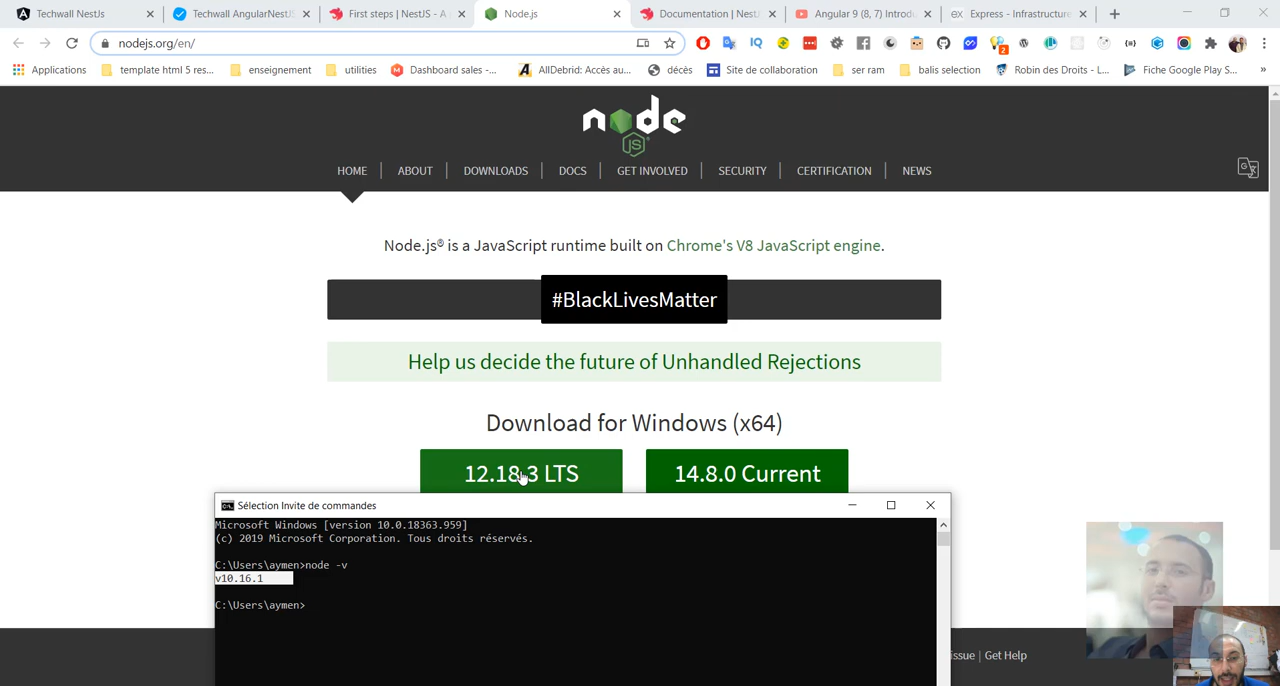 Techwall NestJs
Techwall AngularNestJS
First steps | NestJS - A
Node.js
Documentation | NestJ
Angular 9 (8, 7) Introdu
Express - Infrastructure
nodejs.org/en/
Applications
template html 5 res...
enseignement
utilities
Dashboard sales -...
AllDebrid: Accès au...
décès
Site de collaboration
ser ram
balis selection
Robin des Droits - L...
Fiche Google Play S...
»
node
JS
HOME
ABOUT
DOWNLOADS
DOCS
GET INVOLVED
SECURITY
CERTIFICATION
NEWS
Node.js® is a JavaScript runtime built on Chrome's V8 JavaScript engine.
#BlackLivesMatter
Help us decide the future of Unhandled Rejections
Download for Windows (x64)
12.18.3 LTS
14.8.0 Current
Sélection Invite de commandes
Microsoft Windows [version 10.0.18363.959]
(c) 2019 Microsoft Corporation. Tous droits réservés.
C:\Users\aymen>node -v
v10.16.1
C:\Users\aymen>
issue | Get Help